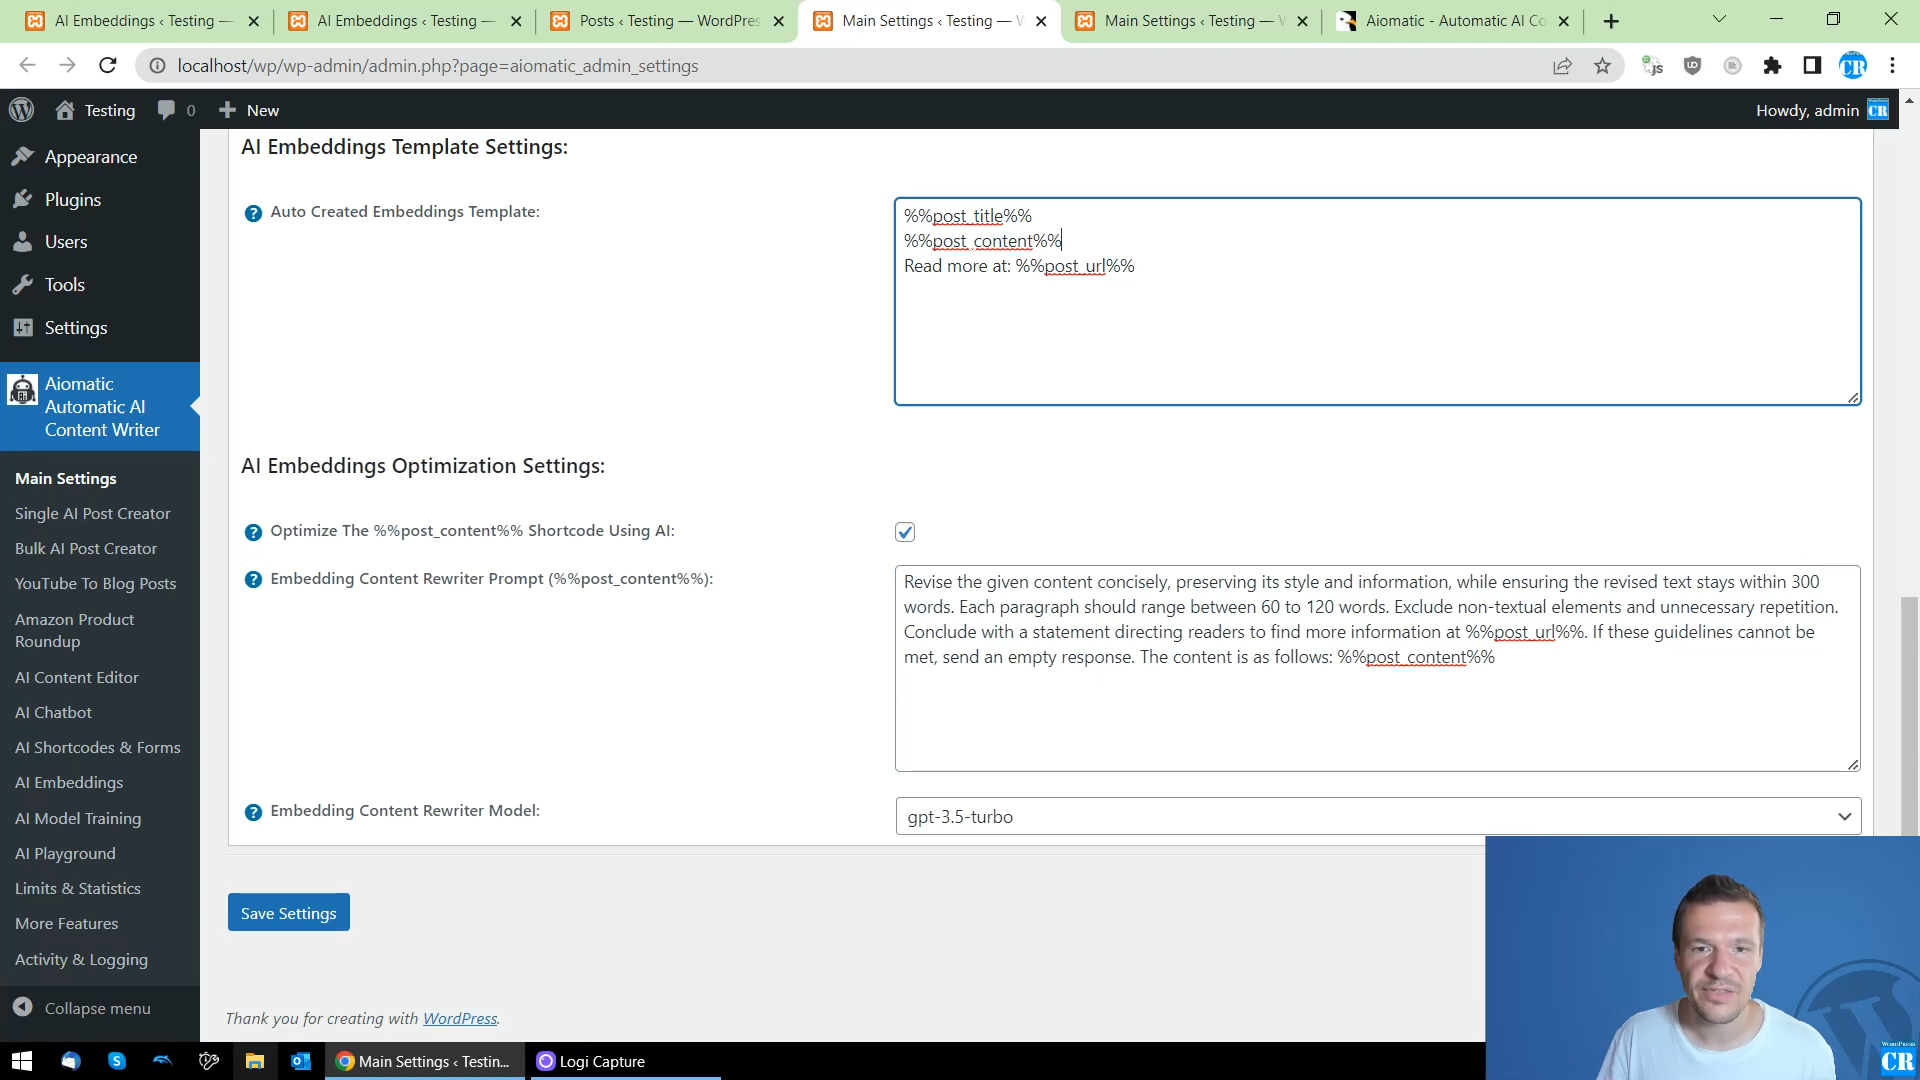 AI Embeddings ‹ Testing —
AI Embeddings ‹ Testing —
Posts ‹ Testing — WordPres
Main Settings ‹ Testing — W
Main Settings ‹ Testing — W
Aiomatic - Automatic AI Co
localhost/wp/wp-admin/admin.php?page=aiomatic_admin_settings
Testing
0
New
Howdy, admin
CR
Appearance
Plugins
Users
Tools
Settings
Aiomatic
Automatic AI
Content Writer
Main Settings
Single AI Post Creator
Bulk AI Post Creator
YouTube To Blog Posts
Amazon Product
Roundup
AI Content Editor
AI Chatbot
AI Shortcodes & Forms
AI Embeddings
AI Model Training
AI Playground
Limits & Statistics
More Features
Activity & Logging
Collapse menu
AI Embeddings Template Settings:
Auto Created Embeddings Template:
%%post_title%%
%%post_content%%
Read more at: %%post_url%%
AI Embeddings Optimization Settings:
Optimize The %%post_content%% Shortcode Using AI:
Embedding Content Rewriter Prompt (%%post_content%%):
Revise the given content concisely, preserving its style and information, while ensuring the revised text stays within 300
words. Each paragraph should range between 60 to 120 words. Exclude non-textual elements and unnecessary repetition.
Conclude with a statement directing readers to find more information at %%post_url%%. If these guidelines cannot be
met, send an empty response. The content is as follows: %%post_content%%
Embedding Content Rewriter Model:
gpt-3.5-turbo
Save Settings
Thank you for creating with WordPress.
Main Settings ‹ Testin...
Logi Capture
WORDPRESS
CR